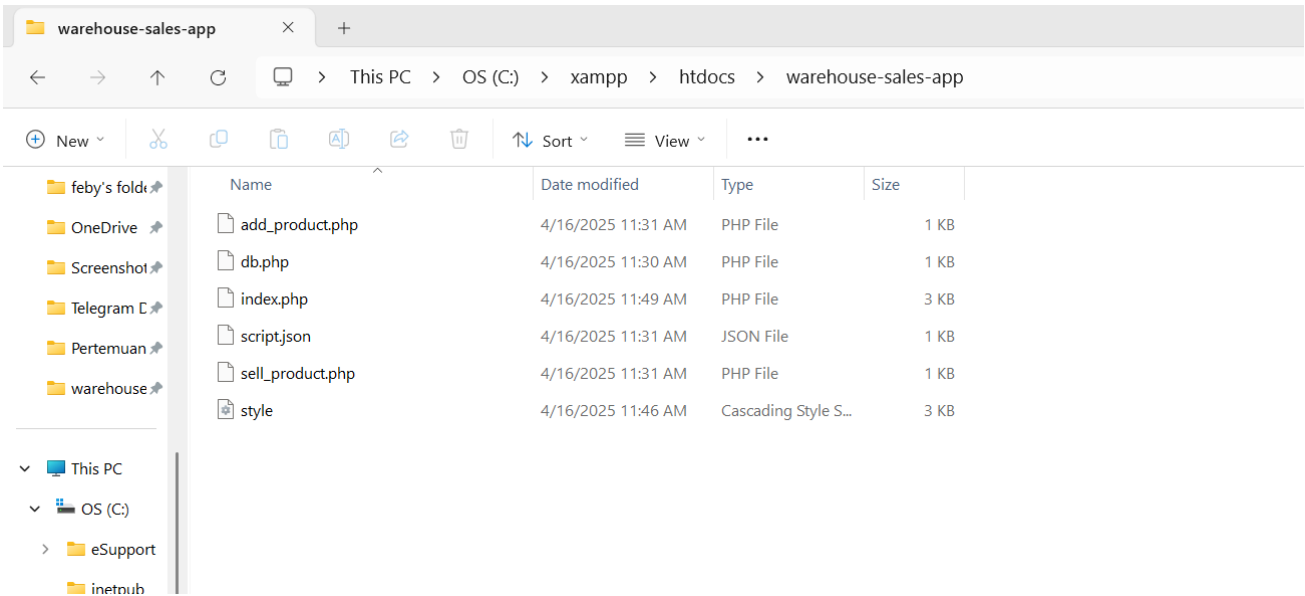 warehouse-sales-app
This PC > OS (C:) > xampp > htdocs > warehouse-sales-app
New Sort View
Name Date modified Type Size
feby's folde
add_product.php 4/16/2025 11:31 AM PHP File 1 KB
OneDrive
db.php 4/16/2025 11:30 AM PHP File 1 KB
Screenshot
index.php 4/16/2025 11:49 AM PHP File 3 KB
Telegram D
script.json 4/16/2025 11:31 AM JSON File 1 KB
Pertemuan
sell_product.php 4/16/2025 11:31 AM PHP File 1 KB
warehouse
style 4/16/2025 11:46 AM Cascading Style S... 3 KB
This PC
OS (C:)
eSupport
inetpub